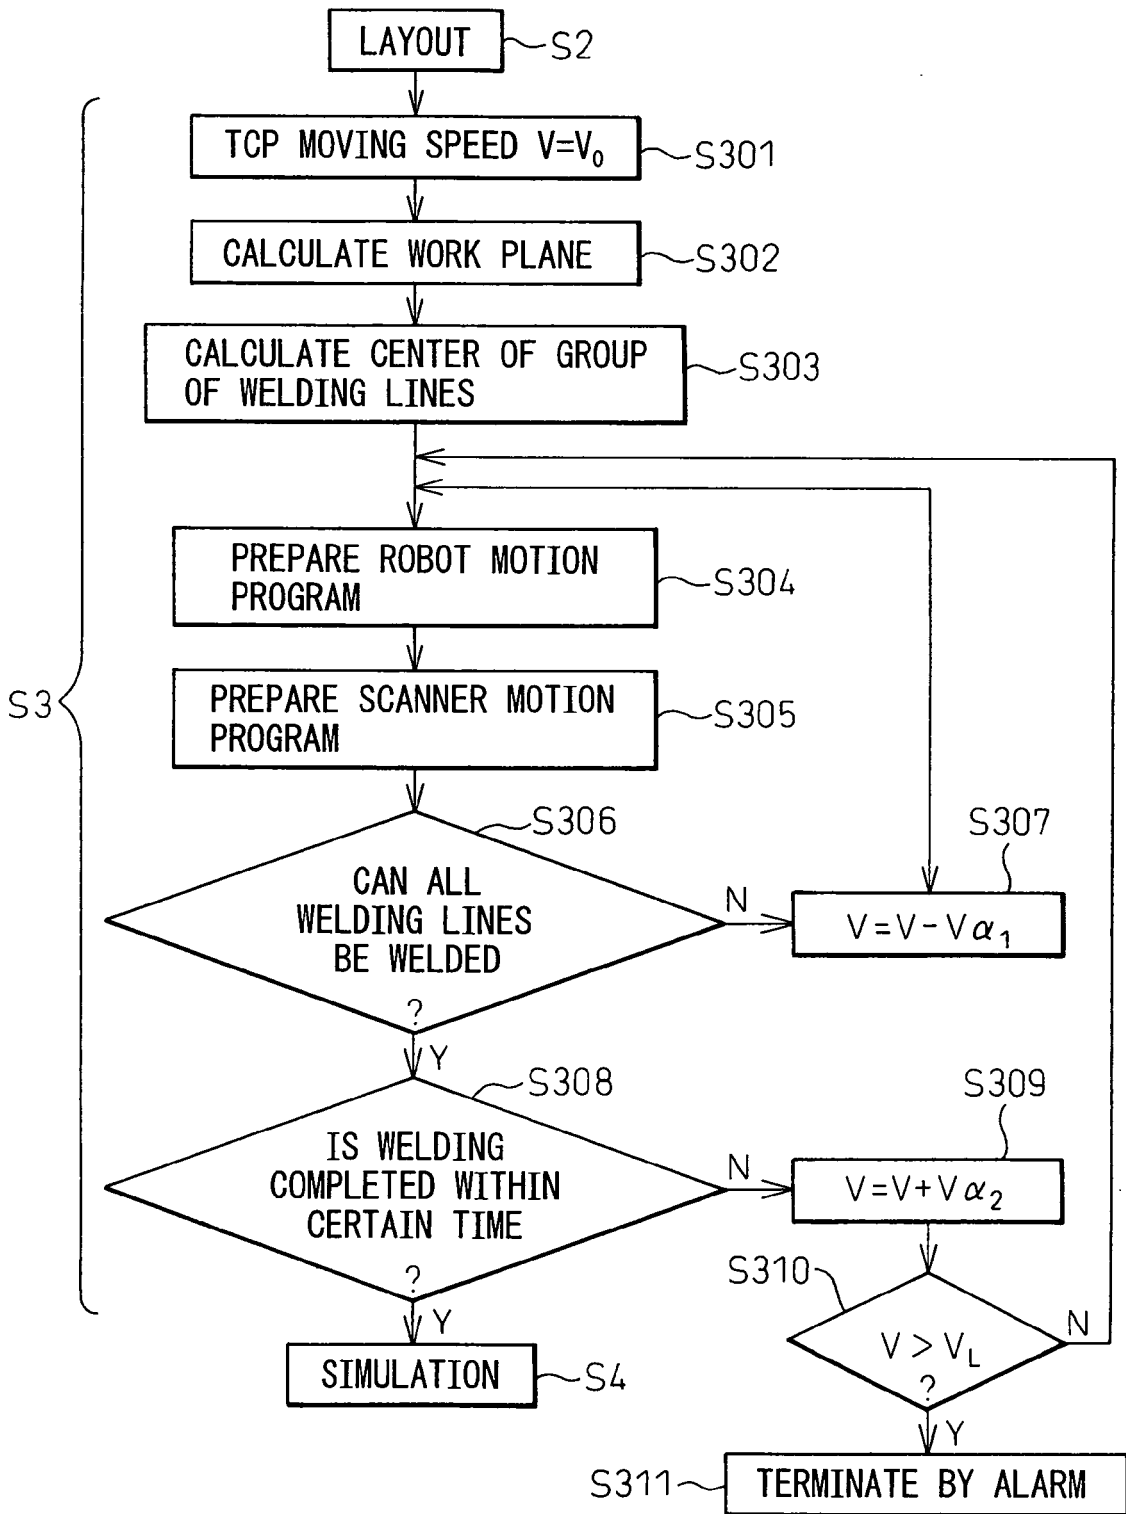 LAYOUT
S2
TCP MOVING SPEED V=V₀
S301
CALCULATE WORK PLANE
S302
CALCULATE CENTER OF GROUP
OF WELDING LINES
S303
PREPARE ROBOT MOTION
PROGRAM
S304
S3
PREPARE SCANNER MOTION
PROGRAM
S305
S306
CAN ALL
WELDING LINES
BE WELDED
?
N
Y
S307
V=V-Vα₁
S308
IS WELDING
COMPLETED WITHIN
CERTAIN TIME
?
N
Y
S309
V=V+Vα₂
S310
V > V_L
?
N
Y
SIMULATION
S4
S311
TERMINATE BY ALARM